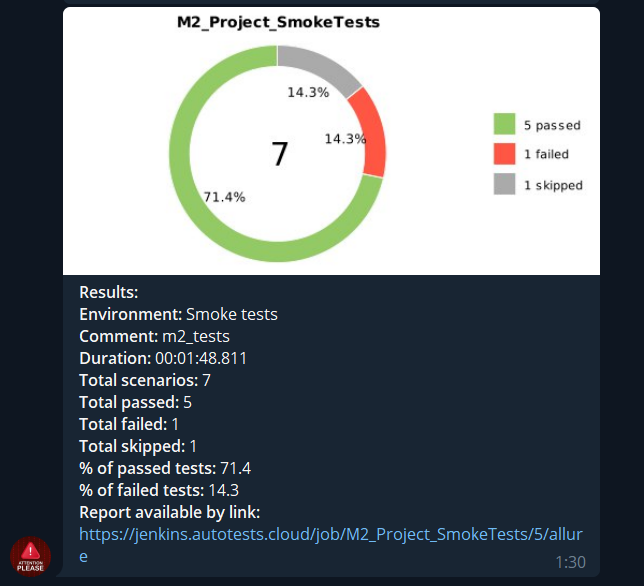 M2_Project_SmokeTests
14.3%
14.3%
7
71.4%
5 passed
1 failed
1 skipped
Results:
Environment: Smoke tests
Comment: m2_tests
Duration: 00:01:48.811
Total scenarios: 7
Total passed: 5
Total failed: 1
Total skipped: 1
% of passed tests: 71.4
% of failed tests: 14.3
Report available by link:
https://jenkins.autotests.cloud/job/M2_Project_SmokeTests/5/allur
e
1:30
ATTENTION
PLEASE